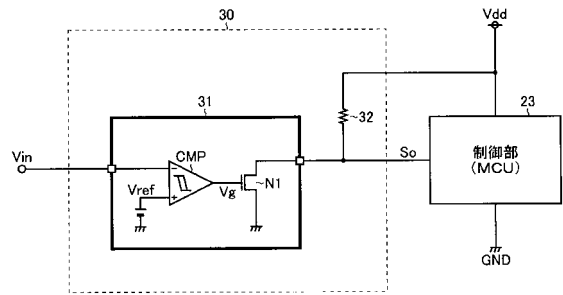 30
Vdd
31
32
23
Vin
CMP
-
So
制御部
(MCU)
Vref
+
Vg
N1
GND